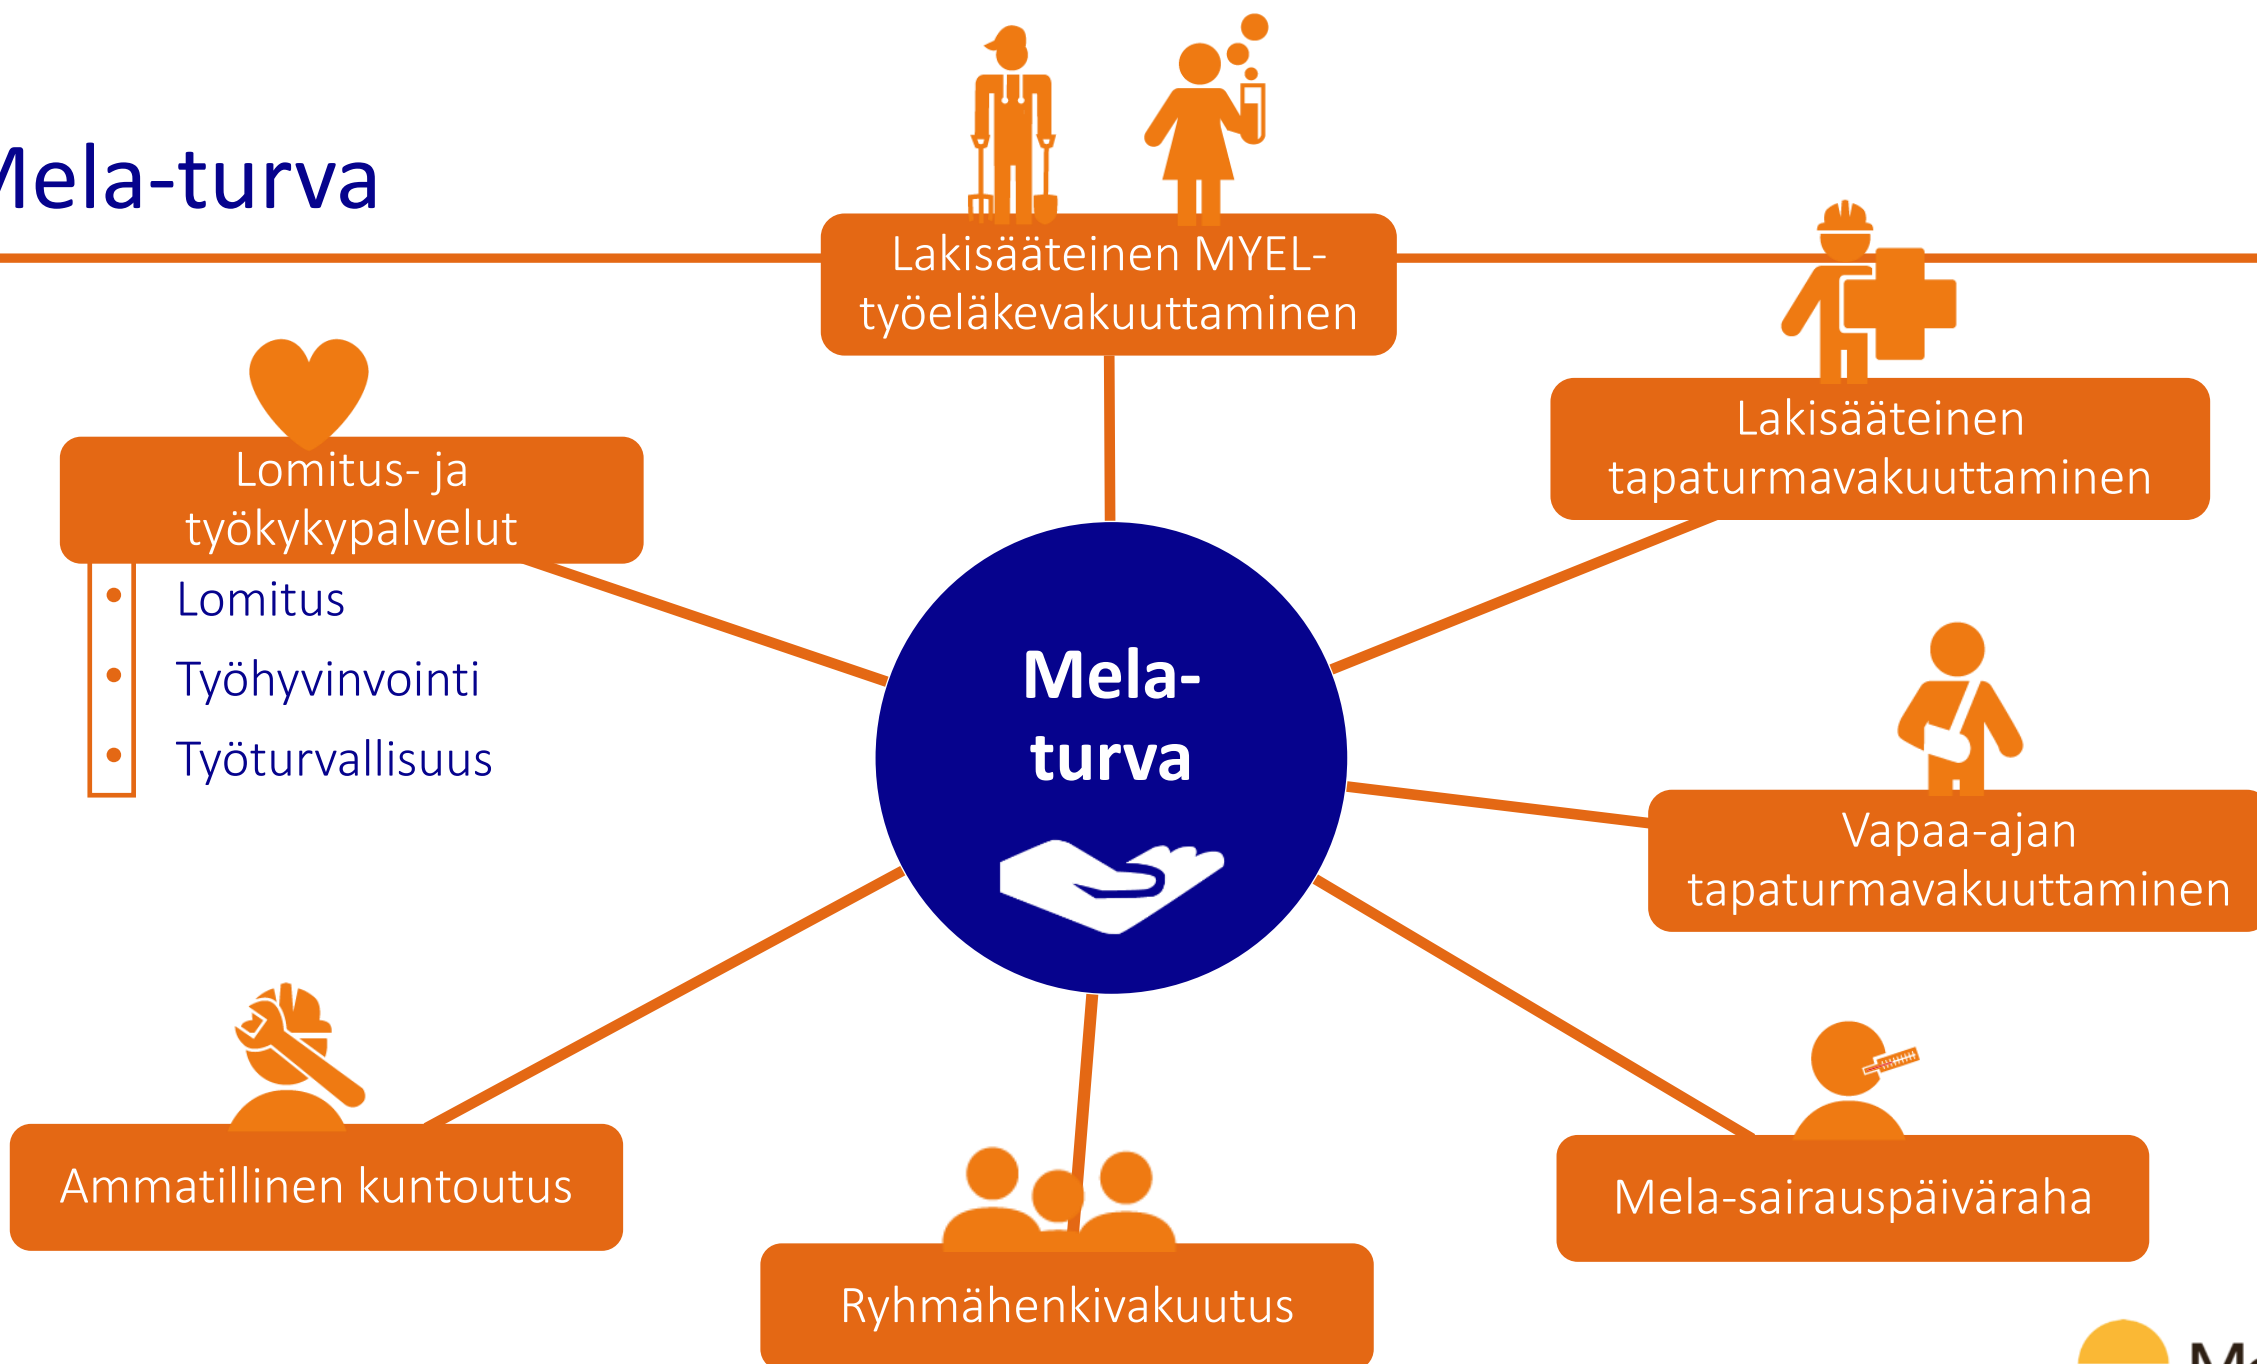 Mela-turva
Lakisääteinen MYEL-
työeläkevakuuttaminen
Lakisääteinen
tapaturmavakuuttaminen
Lomitus- ja
työkykypalvelut
• Lomitus
• Työhyvinvointi
• Työturvallisuus
Mela-
turva
Vapaa-ajan
tapaturmavakuuttaminen
Ammatillinen kuntoutus
Mela-sairauspäiväraha
Ryhmähenkivakuutus